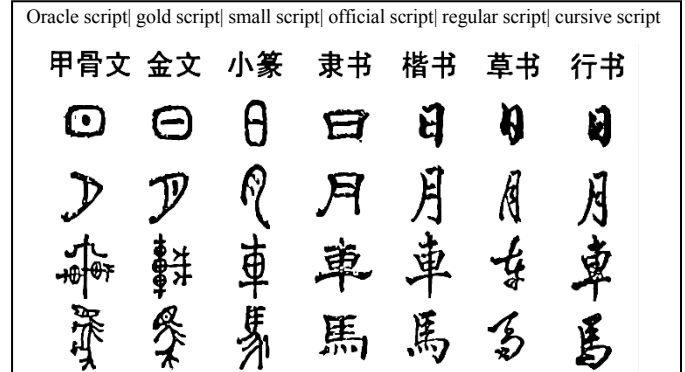 Oracle script| gold script| small script| official script| regular script| cursive script
甲骨文 金文 小篆 隶书 楷书 草书 行书
日 日 日 日 日 日 日
月 月 月 月 月 月 月
車 車 車 車 車 车 車
馬 馬 馬 馬 馬 马 馬